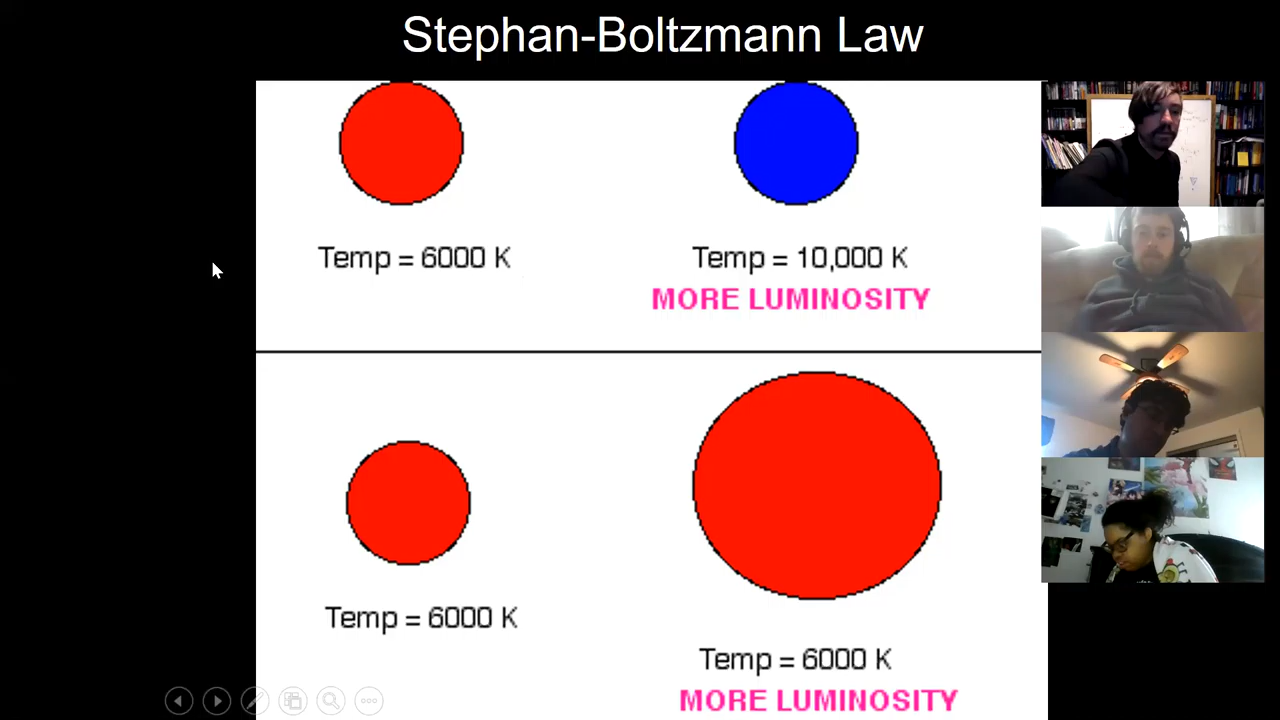 Stephan-Boltzmann Law
Temp = 6000 K
Temp = 10,000 K
MORE LUMINOSITY
Temp = 6000 K
Temp = 6000 K
MORE LUMINOSITY